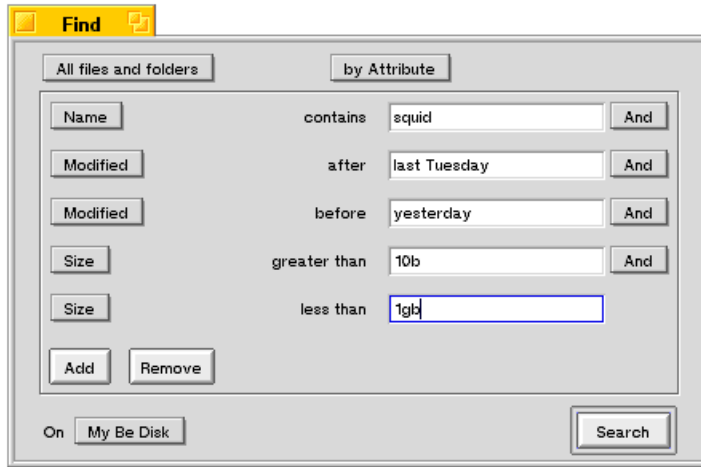 Find
All files and folders by Attribute
Name contains squid And
Modified after last Tuesday And
Modified before yesterday And
Size greater than 10b And
Size less than 1gb
Add Remove
On My Be Disk Search